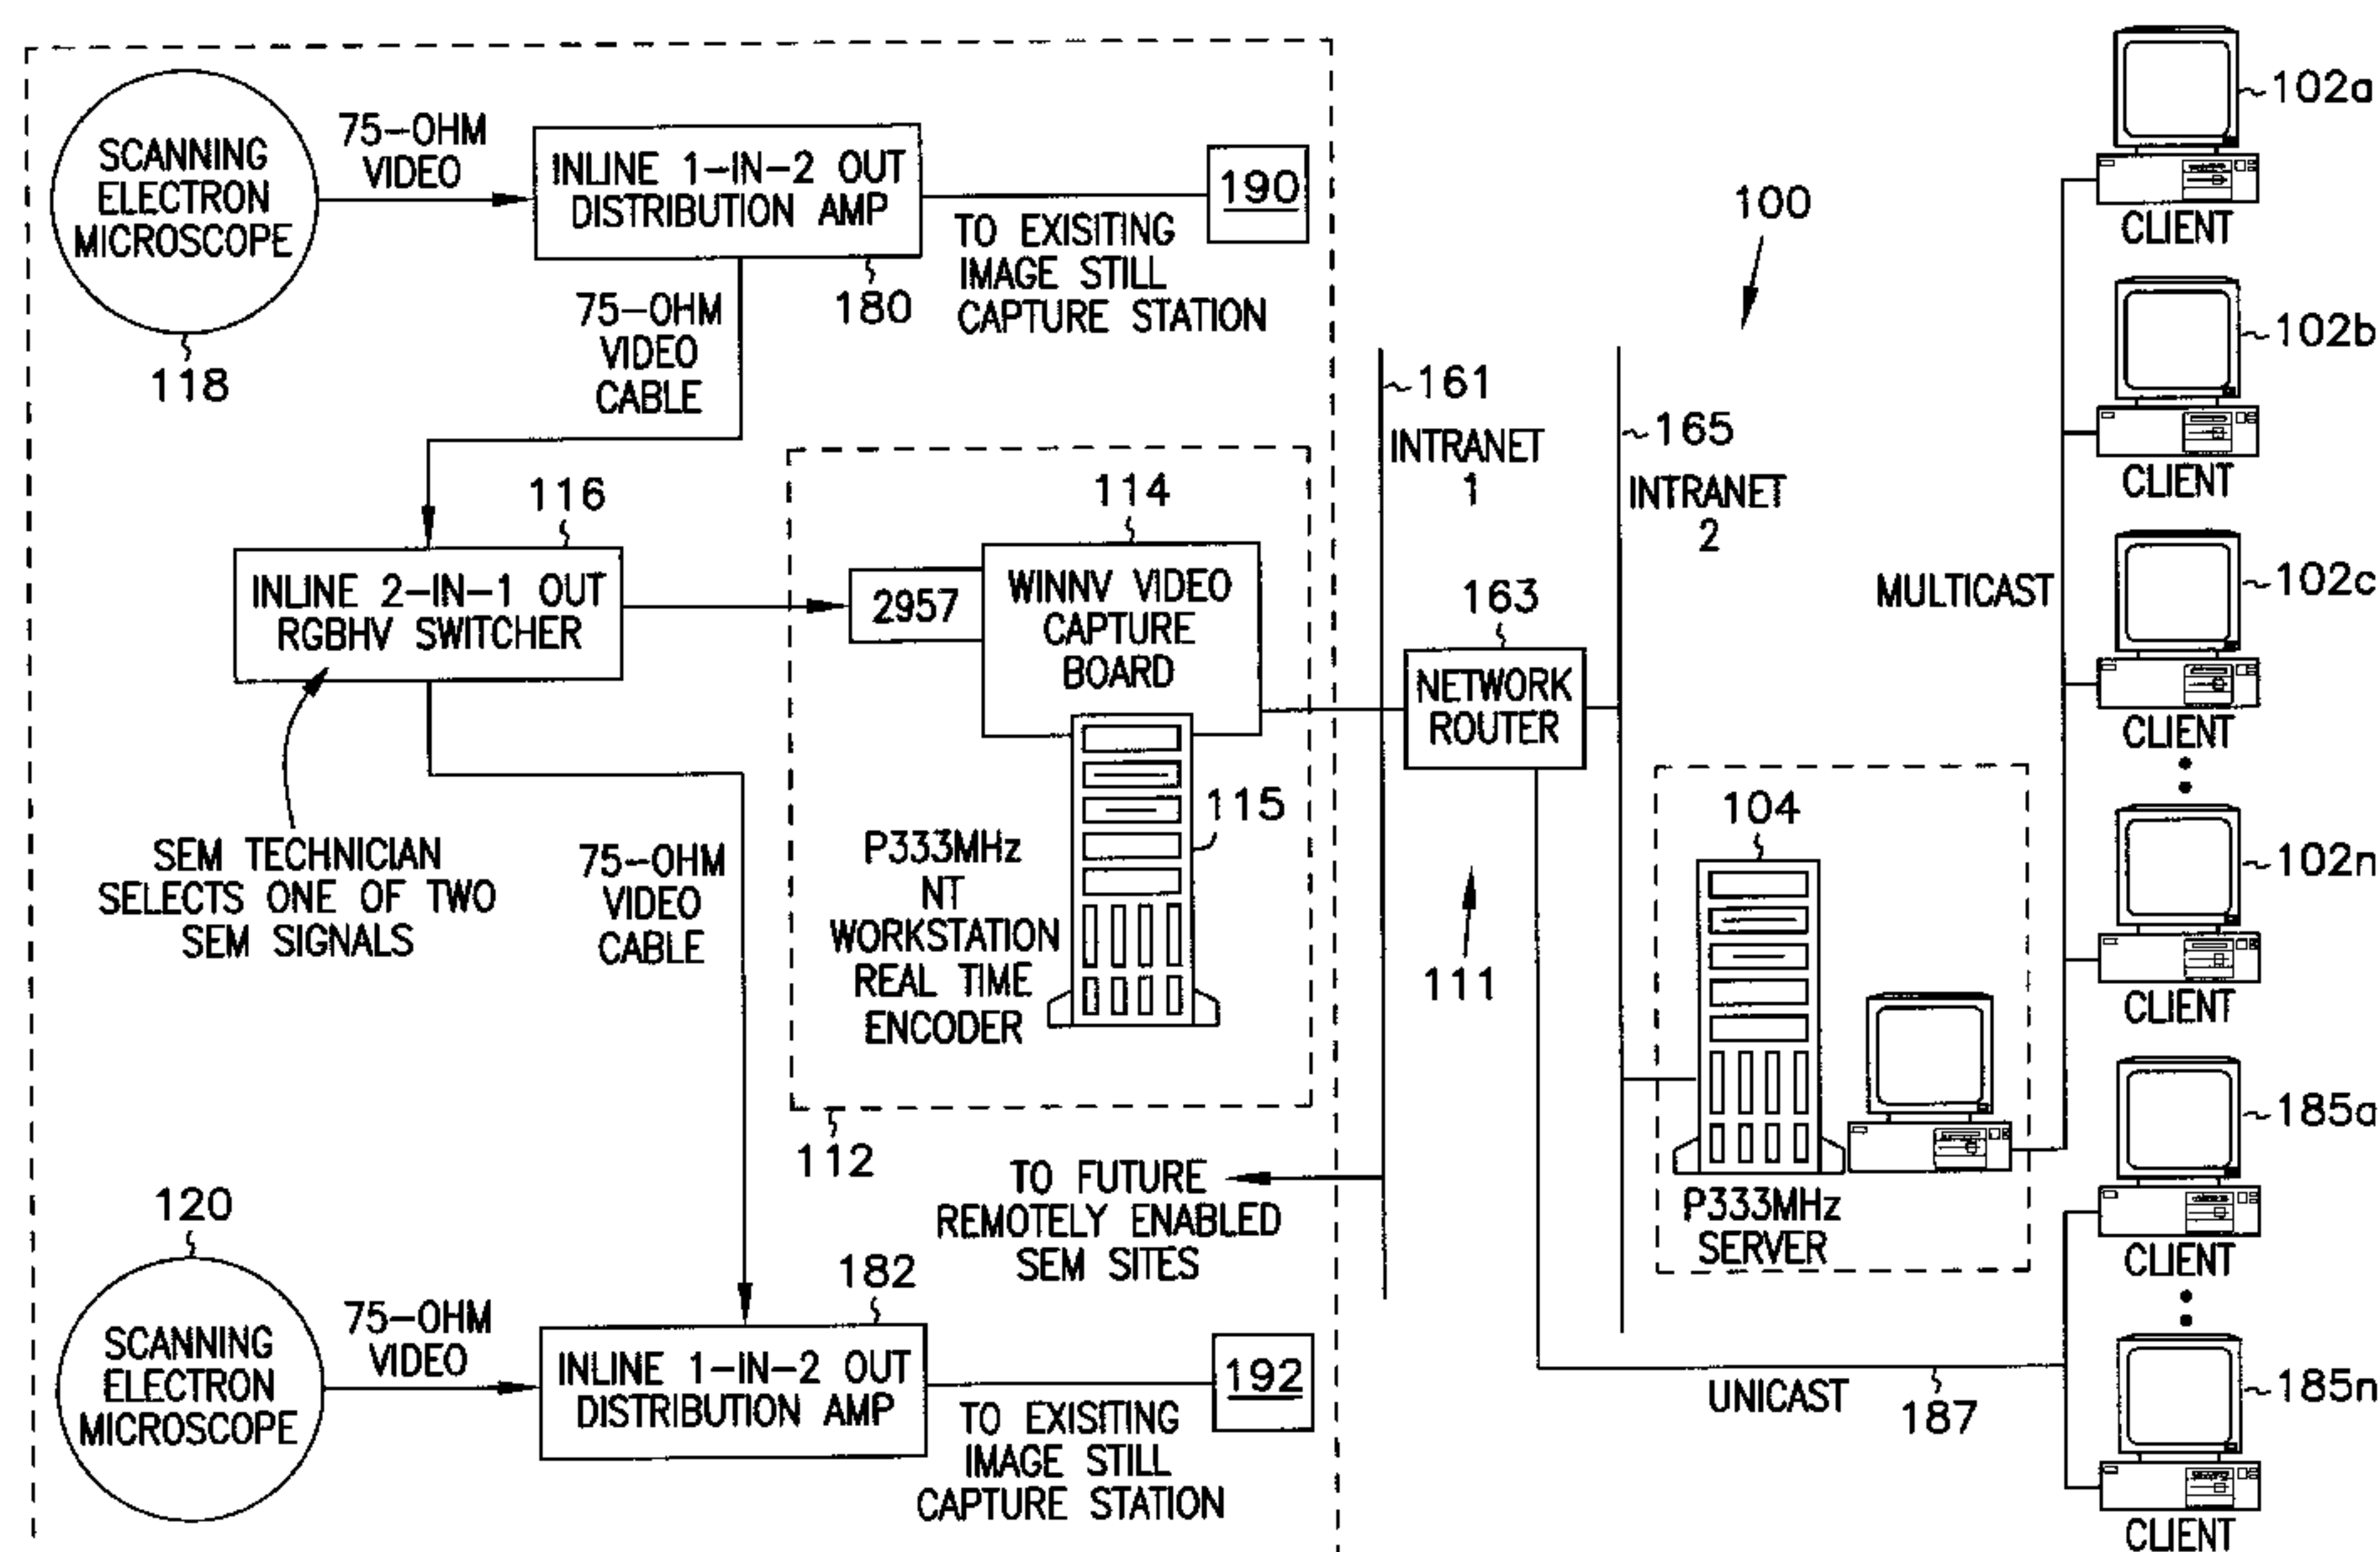 SCANNING
ELECTRON
MICROSCOPE
118
75-OHM
VIDEO
INLINE 1-IN-2 OUT
DISTRIBUTION AMP
180
190
TO EXISITING
IMAGE STILL
CAPTURE STATION
75-OHM
VIDEO
CABLE
116
INLINE 2-IN-1 OUT
RGBHV SWITCHER
SEM TECHNICIAN
SELECTS ONE OF TWO
SEM SIGNALS
75-OHM
VIDEO
CABLE
114
2957
WINNV VIDEO
CAPTURE
BOARD
115
P333MHz
NT
WORKSTATION
REAL TIME
ENCODER
112
TO FUTURE
REMOTELY ENABLED
SEM SITES
120
SCANNING
ELECTRON
MICROSCOPE
75-OHM
VIDEO
182
INLINE 1-IN-2 OUT
DISTRIBUTION AMP
192
TO EXISITING
IMAGE STILL
CAPTURE STATION
100
161
INTRANET
1
165
INTRANET
2
163
NETWORK
ROUTER
111
104
P333MHz
SERVER
MULTICAST
UNICAST
187
102a
CLIENT
102b
CLIENT
102c
CLIENT
102n
CLIENT
185a
CLIENT
185n
CLIENT